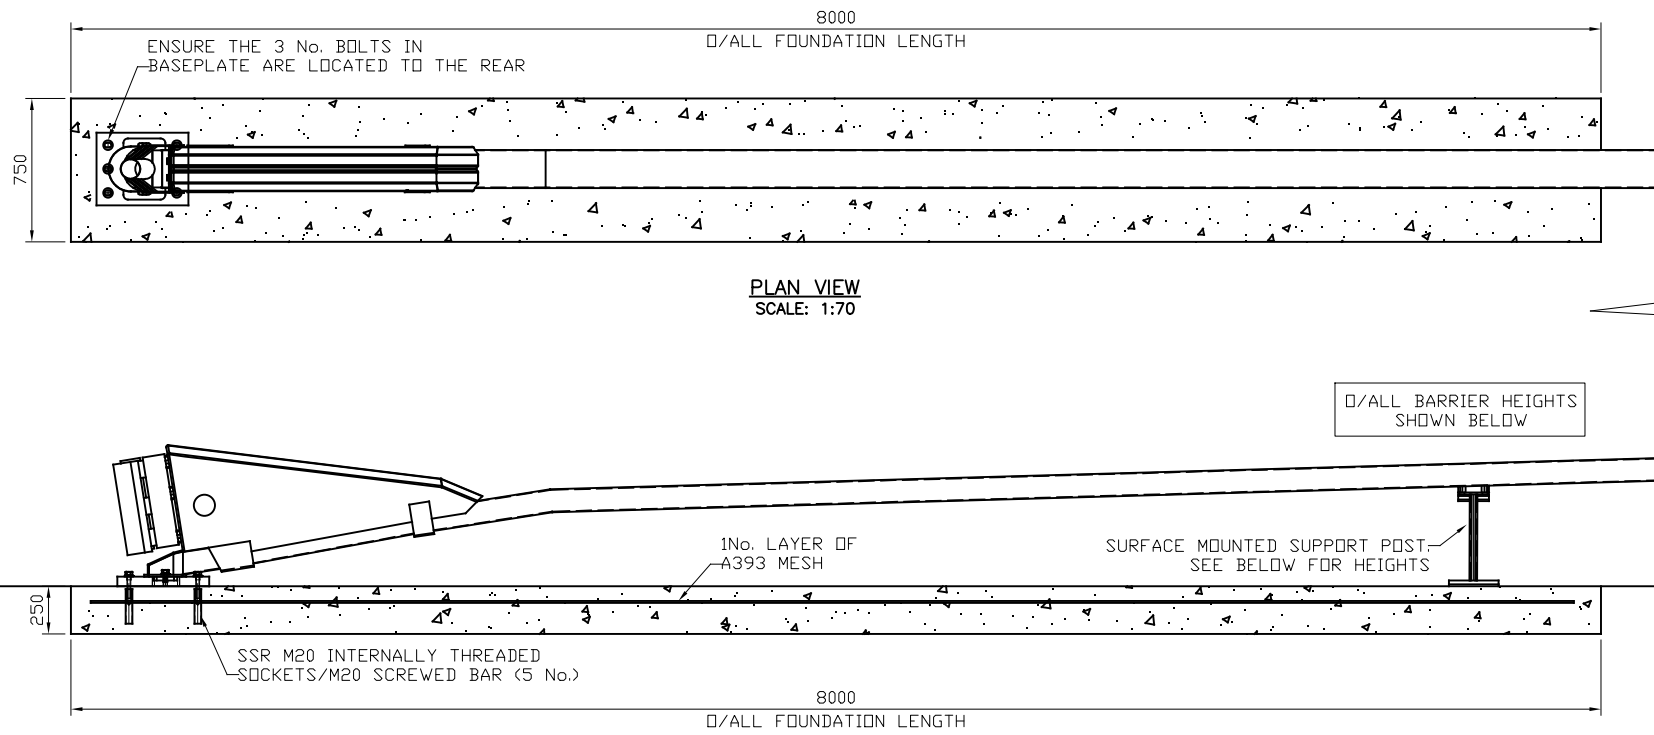 8000
O/ALL FOUNDATION LENGTH
ENSURE THE 3 No. BOLTS IN
BASEPLATE ARE LOCATED TO THE REAR
750
PLAN VIEW
SCALE: 1:70
O/ALL BARRIER HEIGHTS
SHOWN BELOW
1No. LAYER OF
A393 MESH
SURFACE MOUNTED SUPPORT POST.
SEE BELOW FOR HEIGHTS
250
SSR M20 INTERNALLY THREADED
SOCKETS/M20 SCREWED BAR (5 No.)
8000
O/ALL FOUNDATION LENGTH